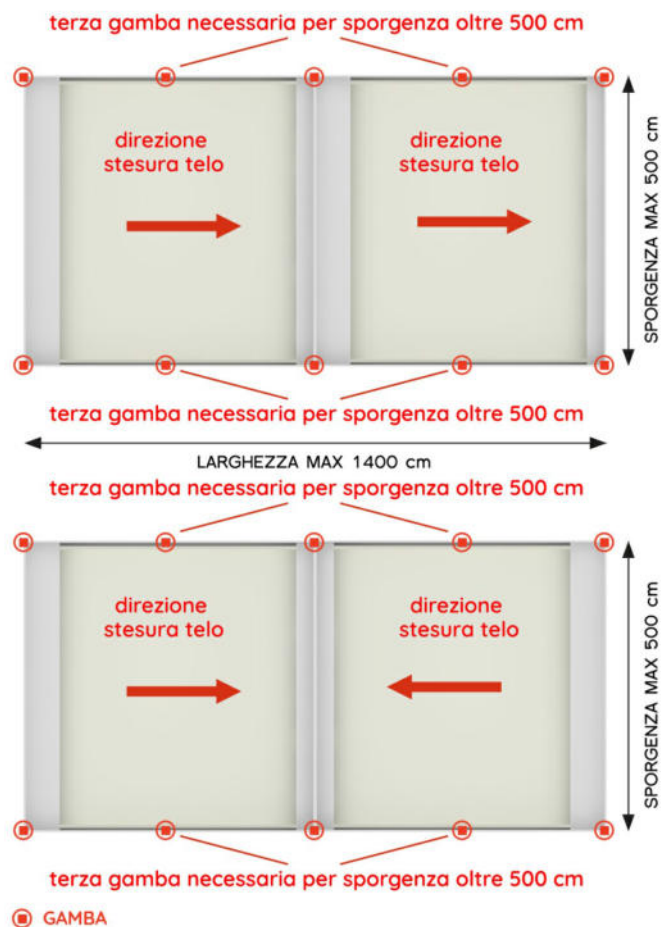 terza gamba necessaria per sporgenza oltre 500 cm
direzione
stesura telo
direzione
stesura telo
SPORGENZA MAX 500 cm
terza gamba necessaria per sporgenza oltre 500 cm
LARGHEZZA MAX 1400 cm
terza gamba necessaria per sporgenza oltre 500 cm
direzione
stesura telo
direzione
stesura telo
SPORGENZA MAX 500 cm
terza gamba necessaria per sporgenza oltre 500 cm
GAMBA